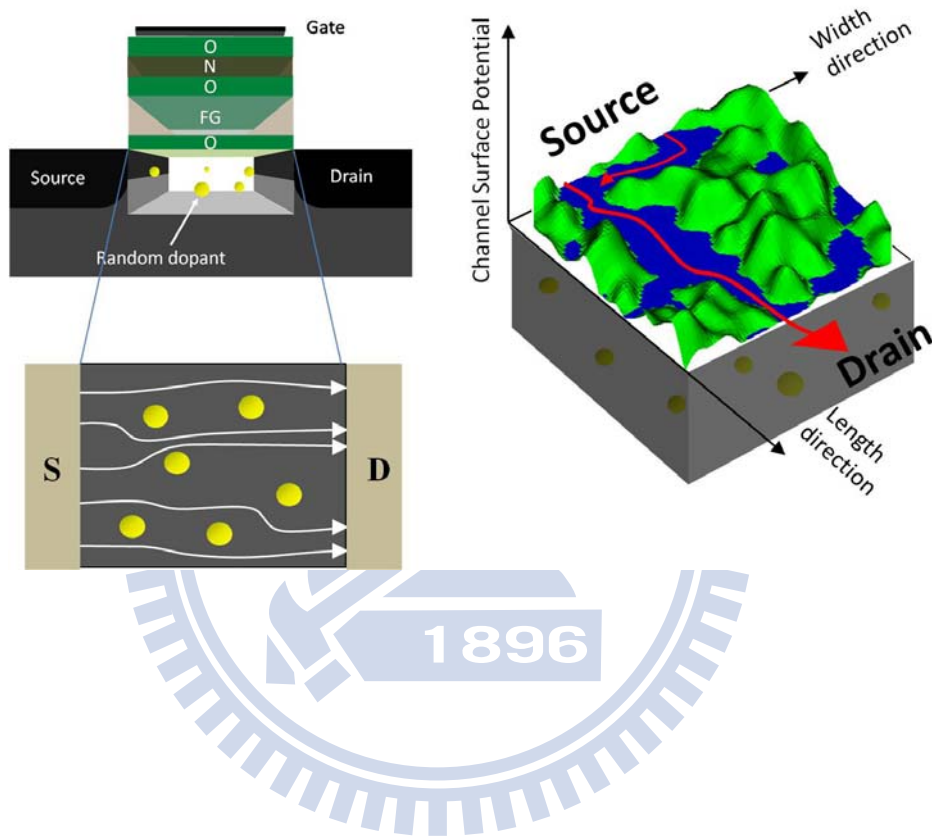 Gate
O
N
O
FG
O
Source
Drain
Random dopant
S
D
Channel Surface Potential
Width
direction
Source
Drain
Length
direction
1896